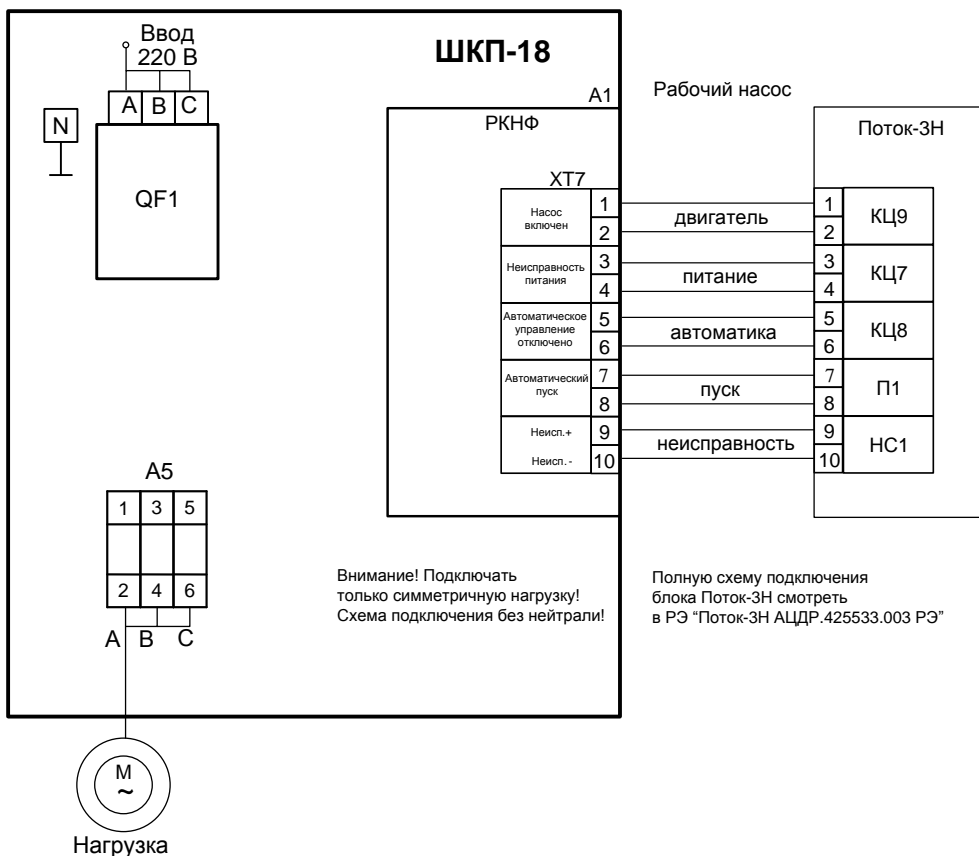 Ввод
220 В
А В С
N
QF1
ШКП-18
А1
РКНФ
ХТ7
Насос
включен
1
2
Неисправность
питания
3
4
Автоматическое
управление
отключено
5
6
Автоматический
пуск
7
8
Неисп.+
9
Неисп. -
10
Рабочий насос
двигатель
питание
автоматика
пуск
неисправность
Поток-3Н
1
2
КЦ9
3
4
КЦ7
5
6
КЦ8
7
8
П1
9
10
НС1
А5
1 3 5
2 4 6
А В С
М
~
Нагрузка
Внимание! Подключать
только симметричную нагрузку!
Схема подключения без нейтрали!
Полную схему подключения
блока Поток-3Н смотреть
в РЭ “Поток-3Н АЦДР.425533.003 РЭ”